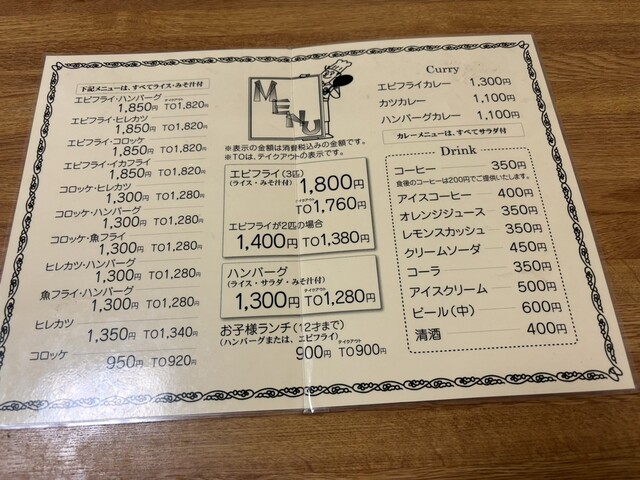 下記メニューは、すべてライス・みそ汁付
エビフライ・ハンバーグ
1,850円 テイクアウト TO1,820円
エビフライ・ヒレカツ
1,850円 TO1,820円
エビフライ・コロッケ
1,850円 TO1,820円
エビフライ・イカフライ
1,850円 TO1,820円
コロッケ・ヒレカツ
1,300円 TO1,280円
コロッケ・ハンバーグ
1,300円 TO1,280円
コロッケ・魚フライ
1,300円 TO1,280円
ヒレカツ・ハンバーグ
1,300円 TO1,280円
魚フライ・ハンバーグ
1,300円 TO1,280円
ヒレカツ
1,350円 TO1,340円
コロッケ
950円 TO920円
MENU
※表示の金額は消費税込みの金額です。
※TOは、テイクアウトの表示です。
エビフライ(3匹)
(ライス・みそ汁付) 1,800円
テイクアウト
TO1,760円
エビフライが2匹の場合
1,400円 TO1,380円
ハンバーグ
(ライス・サラダ・みそ汁付)
テイクアウト
1,300円 TO1,280円
お子様ランチ(12才まで)
(ハンバーグまたは、エビフライ)
テイクアウト
900円 TO900円
Curry
エビフライカレー 1,300円
カツカレー 1,100円
ハンバーグカレー 1,100円
カレーメニューは、すべてサラダ付
Drink
コーヒー 350円
食後のコーヒーは200円でご提供いたします。
アイスコーヒー 400円
オレンジジュース 350円
レモンスカッシュ 350円
クリームソーダ 450円
コーラ 350円
アイスクリーム 500円
ビール(中) 600円
清酒 400円